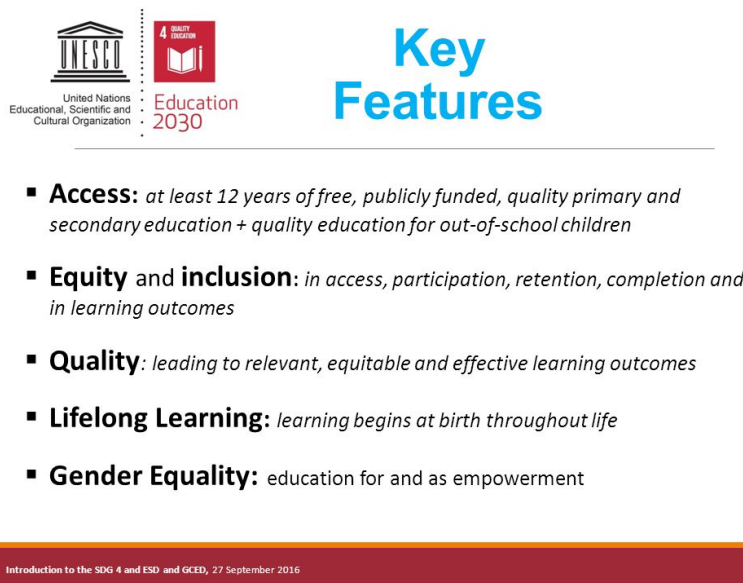 UNESCO
United Nations
Educational, Scientific and
Cultural Organization
4 QUALITY
EDUCATION
Education
2030
Key
Features
▪ Access: at least 12 years of free, publicly funded, quality primary and
secondary education + quality education for out-of-school children
▪ Equity and inclusion: in access, participation, retention, completion and
in learning outcomes
▪ Quality: leading to relevant, equitable and effective learning outcomes
▪ Lifelong Learning: learning begins at birth throughout life
▪ Gender Equality: education for and as empowerment
Introduction to the SDG 4 and ESD and GCED, 27 September 2016